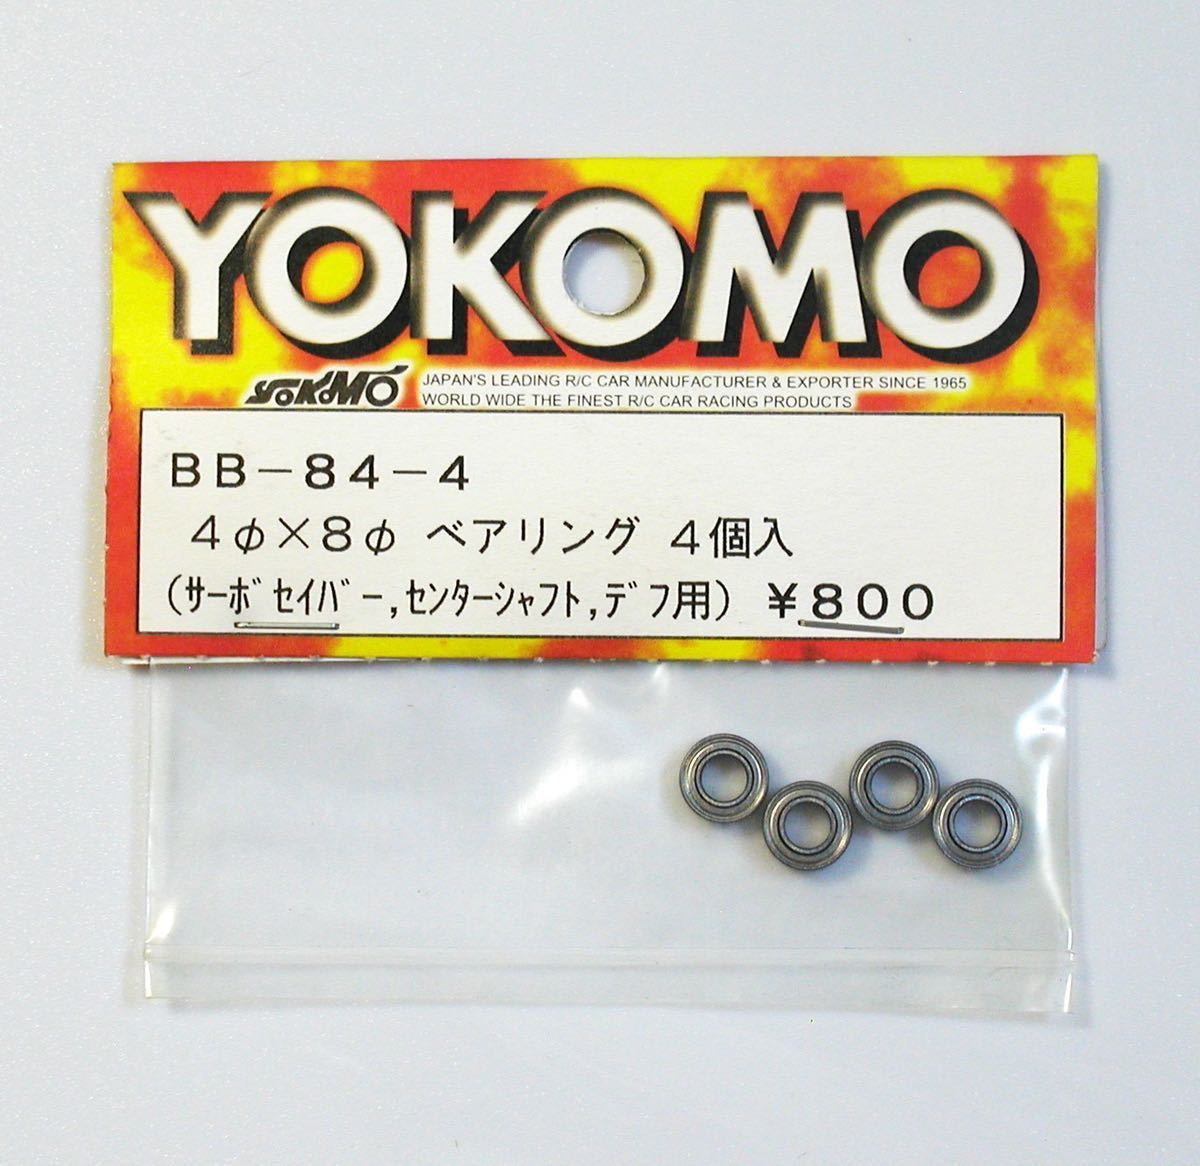 YOKOMO
YOKOMO JAPAN'S LEADING R/C CAR MANUFACTURER & EXPORTER SINCE 1965
WORLD WIDE THE FINEST R/C CAR RACING PRODUCTS
BB－84－4
4φ×8φ ベアリング 4個入
(サーボセイバー,センターシャフト,デフ用) ¥800